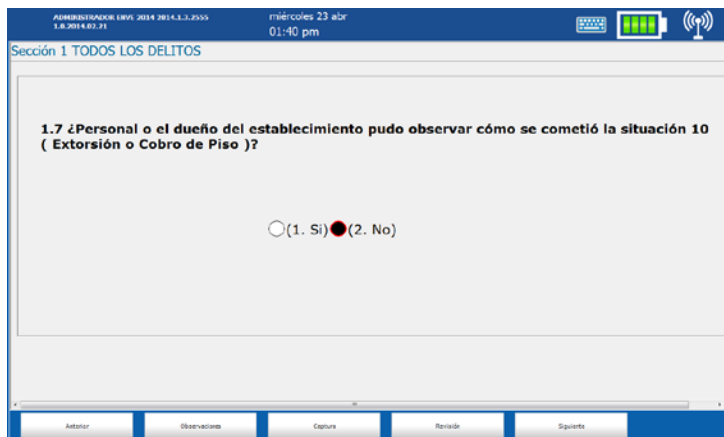 ADMINISTRADOR ENVE 2014 2014.1.3.2555
1.0.2014.02.21
miércoles 23 abr
01:40 pm
Sección 1 TODOS LOS DELITOS
1.7 ¿Personal o el dueño del establecimiento pudo observar cómo se cometió la situación 10
( Extorsión o Cobro de Piso )?
(1. Si) (2. No)
Anterior Observaciones Captura Revisión Siguiente